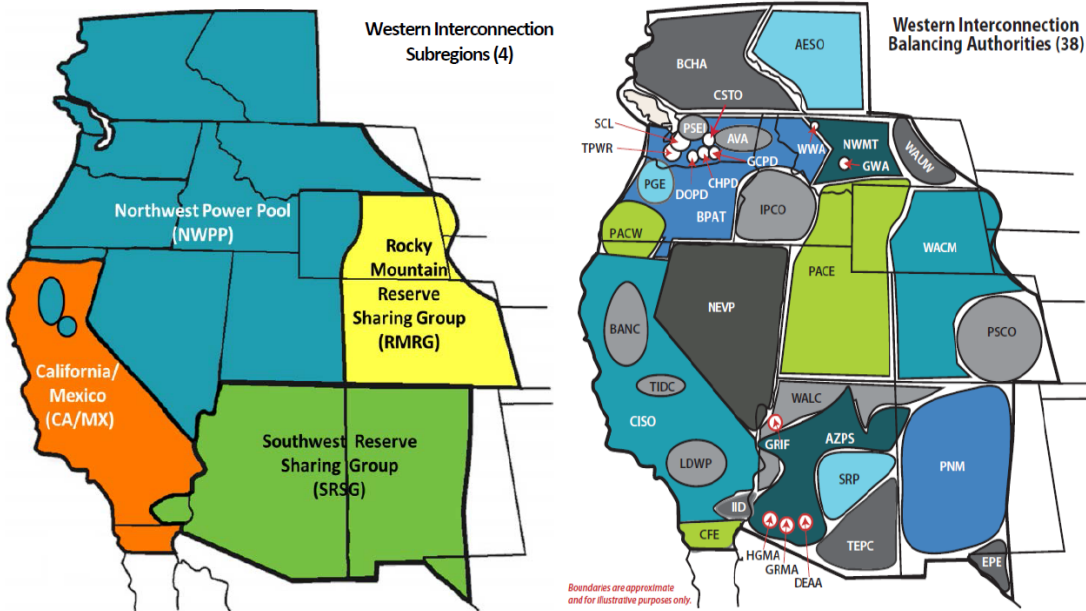 Western Interconnection
Subregions (4)
Northwest Power Pool
(NWPP)
Rocky
Mountain
Reserve
Sharing Group
(RMRG)
California/
Mexico
(CA/MX)
Southwest Reserve
Sharing Group
(SRSG)
Western Interconnection
Balancing Authorities (38)
AESO
BCHA
CSTO
SCL
PSEI
AVA
TPWR
WWA
NWMT
WAUW
GCPD
GWA
PGE
DOPD
CHPD
BPAT
IPCO
PACW
PACE
WACM
NEVP
BANC
PSCO
TIDC
WALC
CISO
GRIF
AZPS
LDWP
SRP
PNM
IID
CFE
TEPC
HGMA
GRMA
DEAA
EPE
Boundaries are approximate
and for illustrative purposes only.